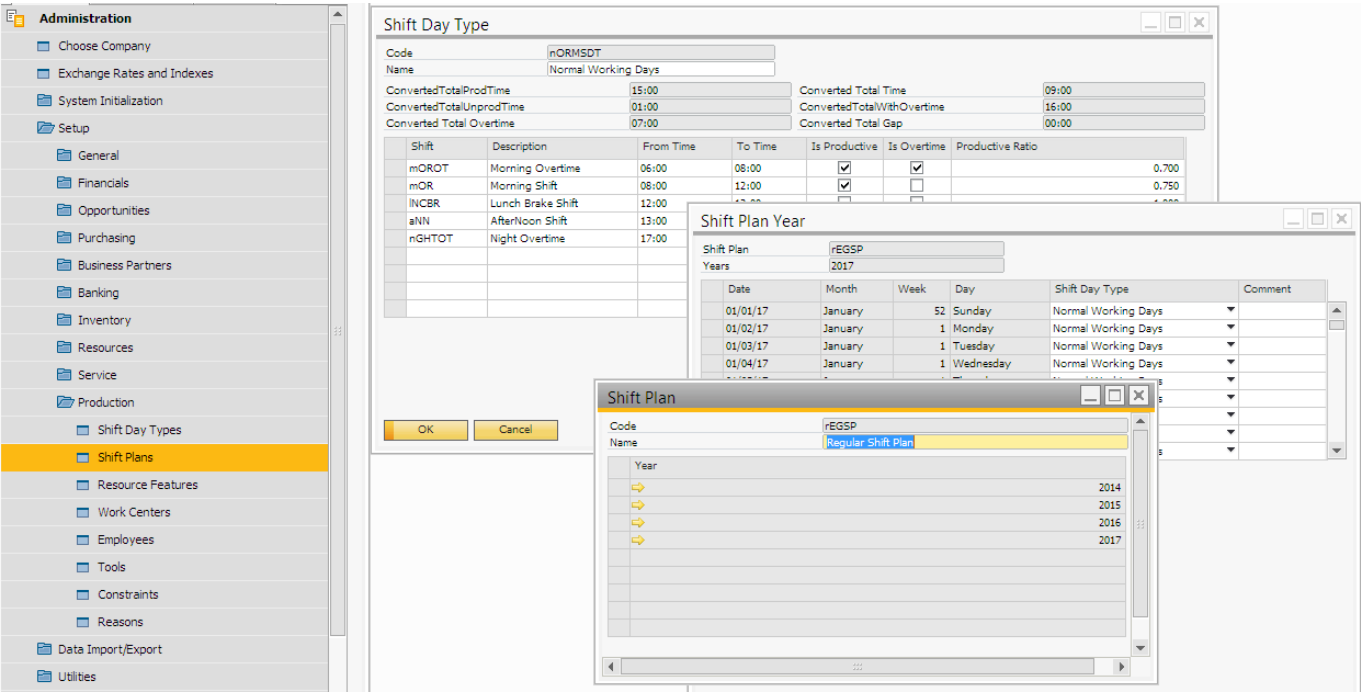 Administration
Choose Company
Exchange Rates and Indexes
System Initialization
Setup
General
Financials
Opportunities
Purchasing
Business Partners
Banking
Inventory
Resources
Service
Production
Shift Day Types
Shift Plans
Resource Features
Work Centers
Employees
Tools
Constraints
Reasons
Data Import/Export
Utilities
Shift Day Type
Code nORMSDT
Name Normal Working Days
ConvertedTotalProdTime 15:00 Converted Total Time 09:00
ConvertedTotalUnprodTime 01:00 ConvertedTotalWithOvertime 16:00
Converted Total Overtime 07:00 Converted Total Gap 00:00
Shift Description From Time To Time Is Productive Is Overtime Productive Ratio
mOROT Morning Overtime 06:00 08:00 0.700
mOR Morning Shift 08:00 12:00 0.750
lNCBR Lunch Brake Shift 12:00
aNN AfterNoon Shift 13:00
nGHTOT Night Overtime 17:00
OK Cancel
Shift Plan Year
Shift Plan rEGSP
Years 2017
Date Month Week Day Shift Day Type Comment
01/01/17 January 52 Sunday Normal Working Days
01/02/17 January 1 Monday Normal Working Days
01/03/17 January 1 Tuesday Normal Working Days
01/04/17 January 1 Wednesday Normal Working Days
Shift Plan
Code rEGSP
Name Regular Shift Plan
Year
2014
2015
2016
2017